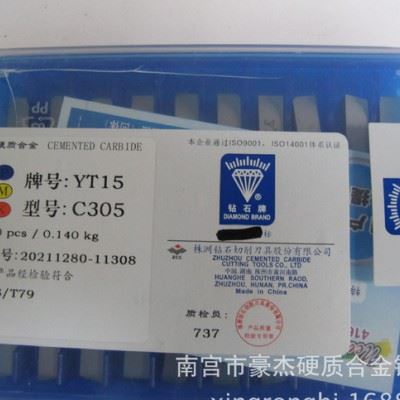 硬质合金 CEMENTED CARBIDE
本企业通过ISO9001，ISO14001体系认证
牌号:YT15
型号:C305
pcs / 0.140 kg
号:20211280-11308
产品经检验符合
/T79
钻石牌
DIAMOND BRAND
标
株洲钻石切削刀具股份有限公司
ZHUZHOU CEMENTED CARBIDE
CUTTING TOOLS CO., LTD
HUANGHE SOUTH ROAD,
ZHUZHOU, HUNAN, PR.CHINA
Made in China
质检员:
737
416
南宫市豪杰硬质合金